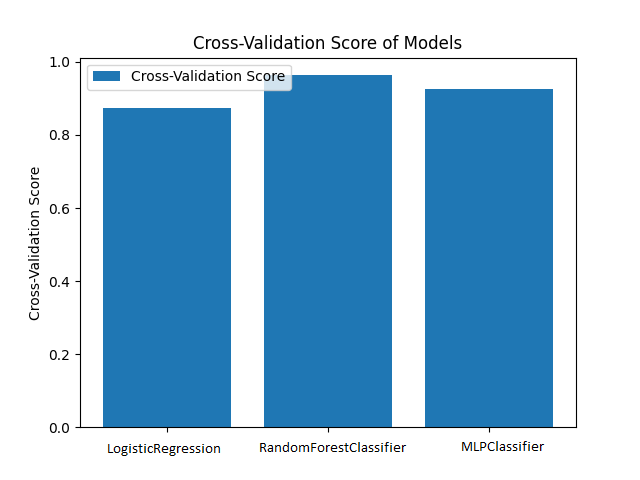 Cross-Validation Score of Models
Cross-Validation Score
1.0
0.8
0.6
0.4
0.2
0.0
Cross-Validation Score
LogisticRegression RandomForestClassifier MLPClassifier